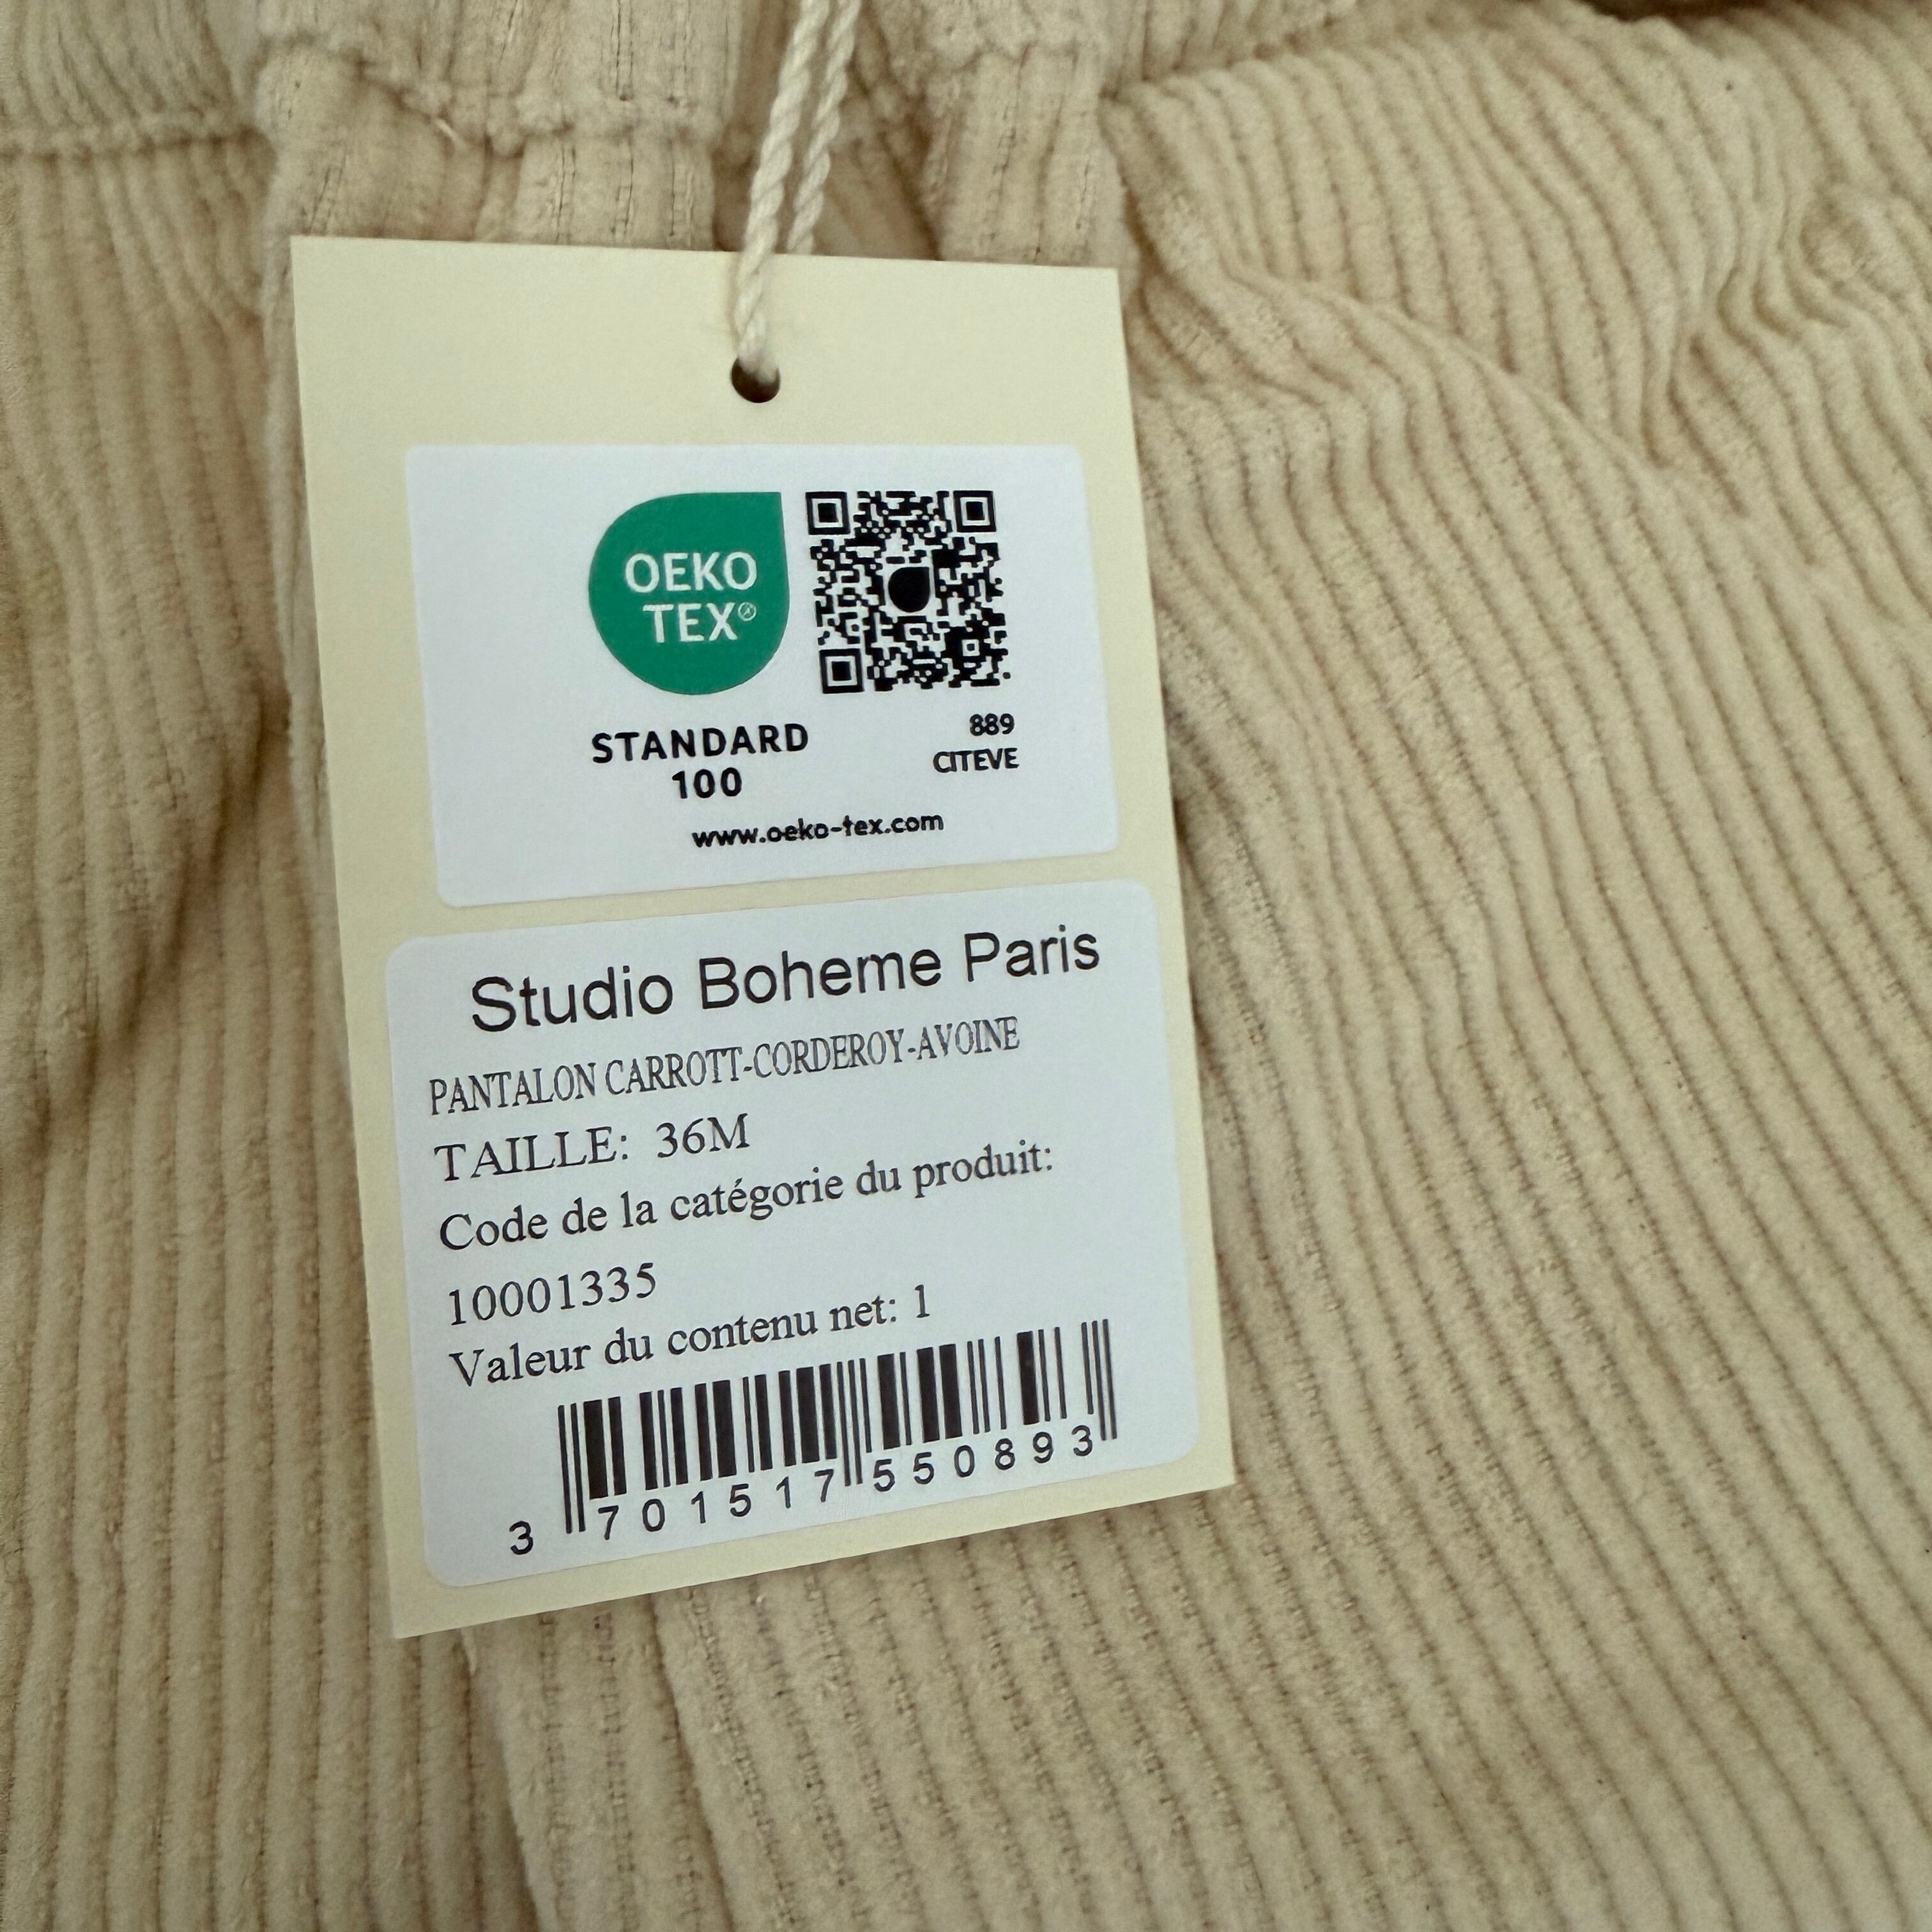 OEKO
TEX®
STANDARD
100
889
CITEVE
www.oeko-tex.com
Studio Boheme Paris
PANTALON CARROTT-CORDEROY-AVOINE
TAILLE: 36M
Code de la catégorie du produit:
10001335
Valeur du contenu net: 1
3 701517 550893